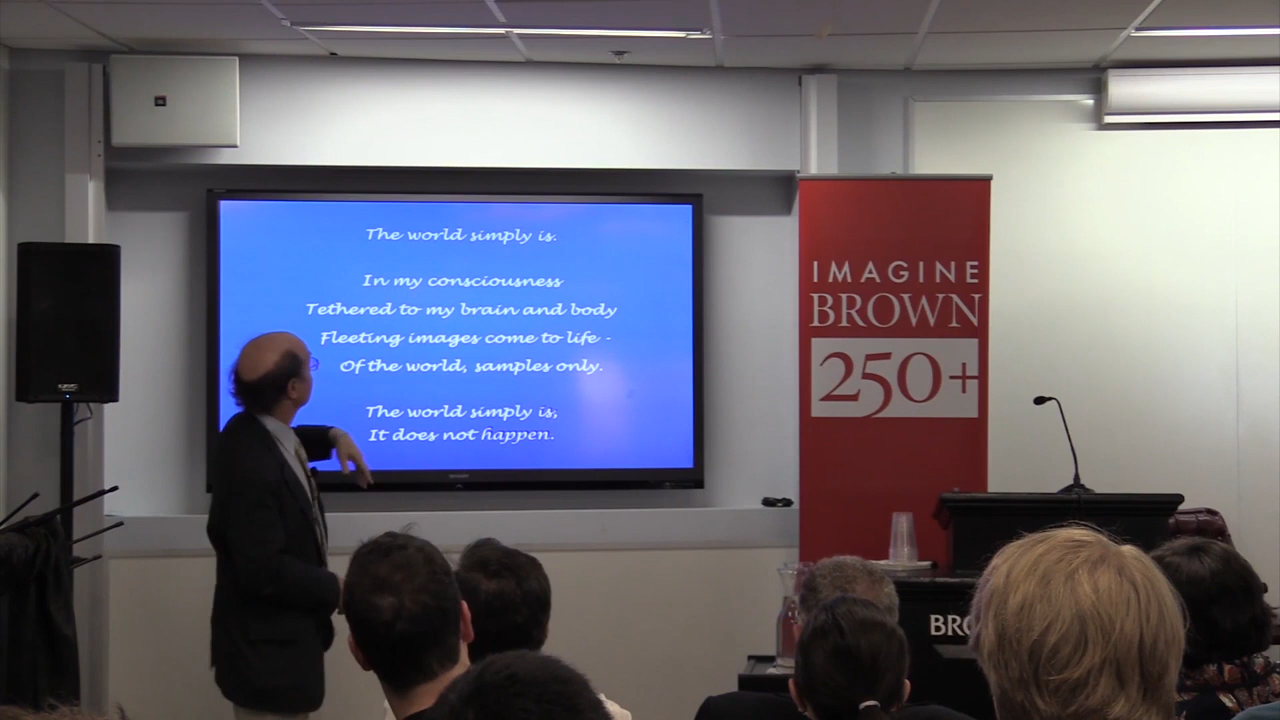 The world simply is.
In my consciousness
Tethered to my brain and body
Fleeting images come to life -
Of the world, samples only.
The world simply is;
It does not happen.
IMAGINE
BROWN
250+